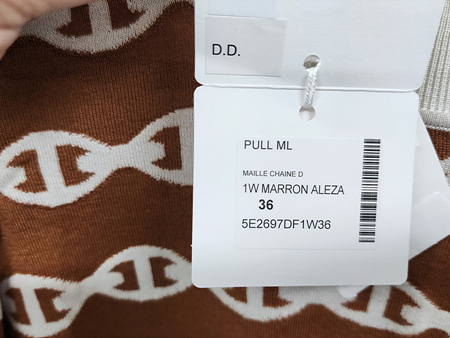 D.D.
PULL ML
MAILLE CHAINE D
1W MARRON ALEZA
36
5E2697DF1W36